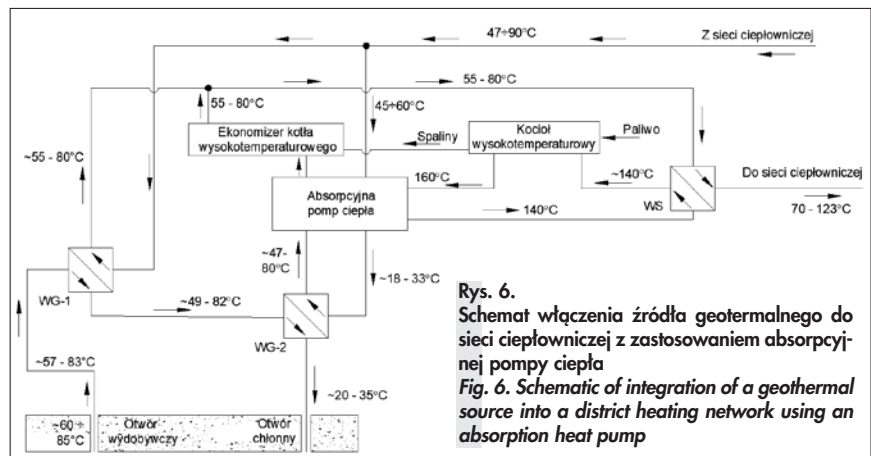 47÷90°C
Z sieci ciepłowniczej
55 - 80°C
55 - 80°C
45÷60°C
Ekonomizer kotła
wysokotemperaturowego
Spaliny
Kocioł
wysokotemperaturowy
Paliwo
~55 - 80°C
160°C
~140°C
Do sieci ciepłowniczej
Absorpcyjna
pomp ciepła
140°C
WS
70 - 123°C
~47-
80°C
~18 - 33°C
WG-1
~49 - 82°C
WG-2
~57 - 83°C
~20 - 35°C
~60 ÷
85°C
Otwór
wydobywczy
Otwór
chłonny
Rys. 6.
Schemat włączenia źródła geotermalnego do
sieci ciepłowniczej z zastosowaniem absorpcyj-
nej pompy ciepła
Fig. 6. Schematic of integration of a geothermal
source into a district heating network using an
absorption heat pump